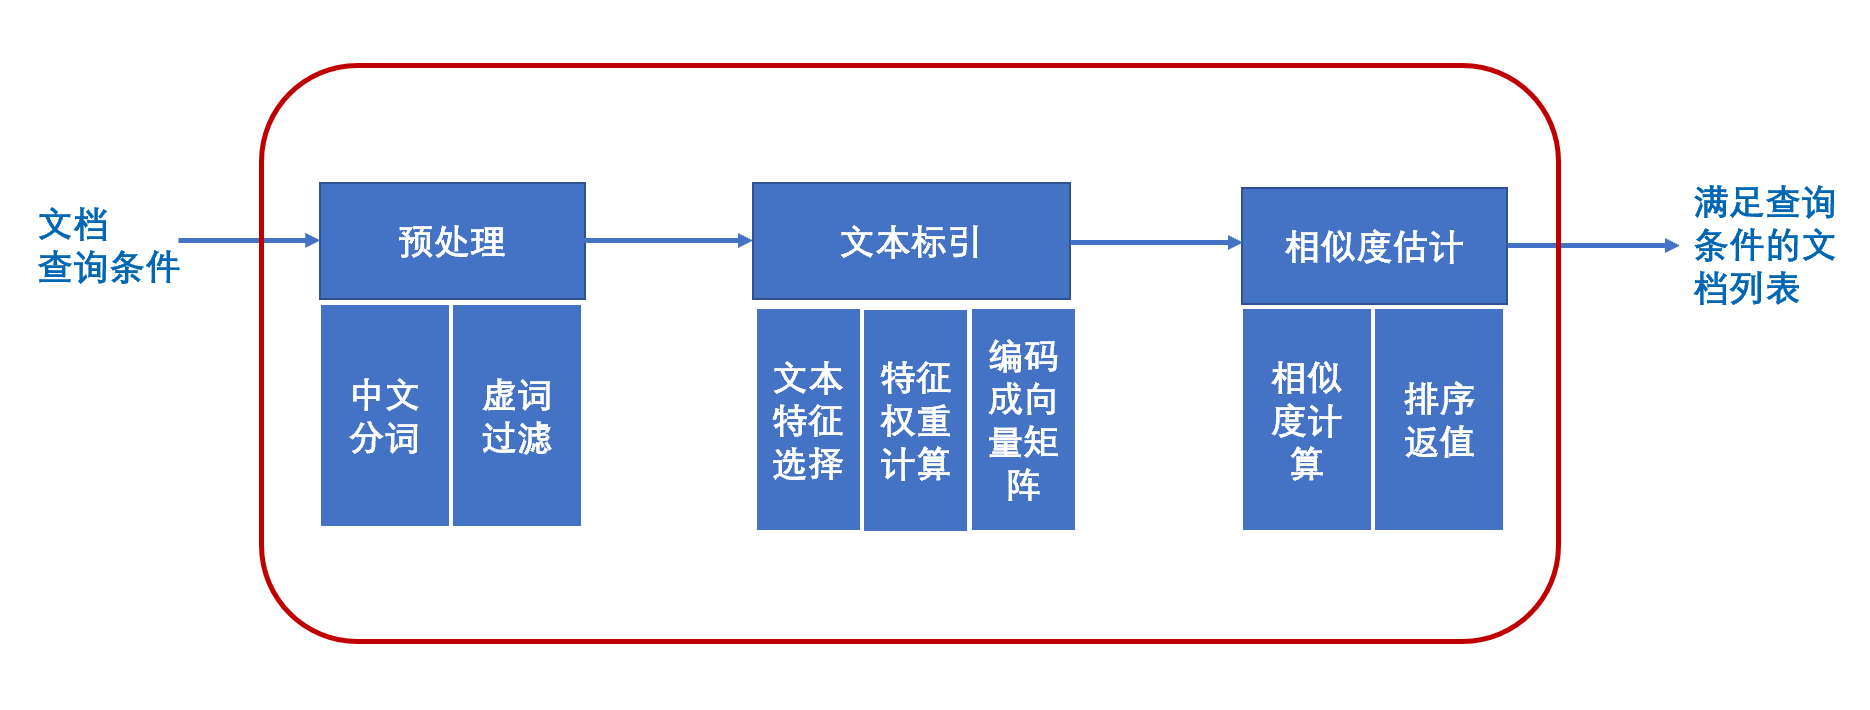 文档
查询条件
预处理
中文
分词
虚词
过滤
文本标引
文本
特征
选择
特征
权重
计算
编码
成向
量矩
阵
相似度估计
相似
度计
算
排序
返值
满足查询
条件的文
档列表